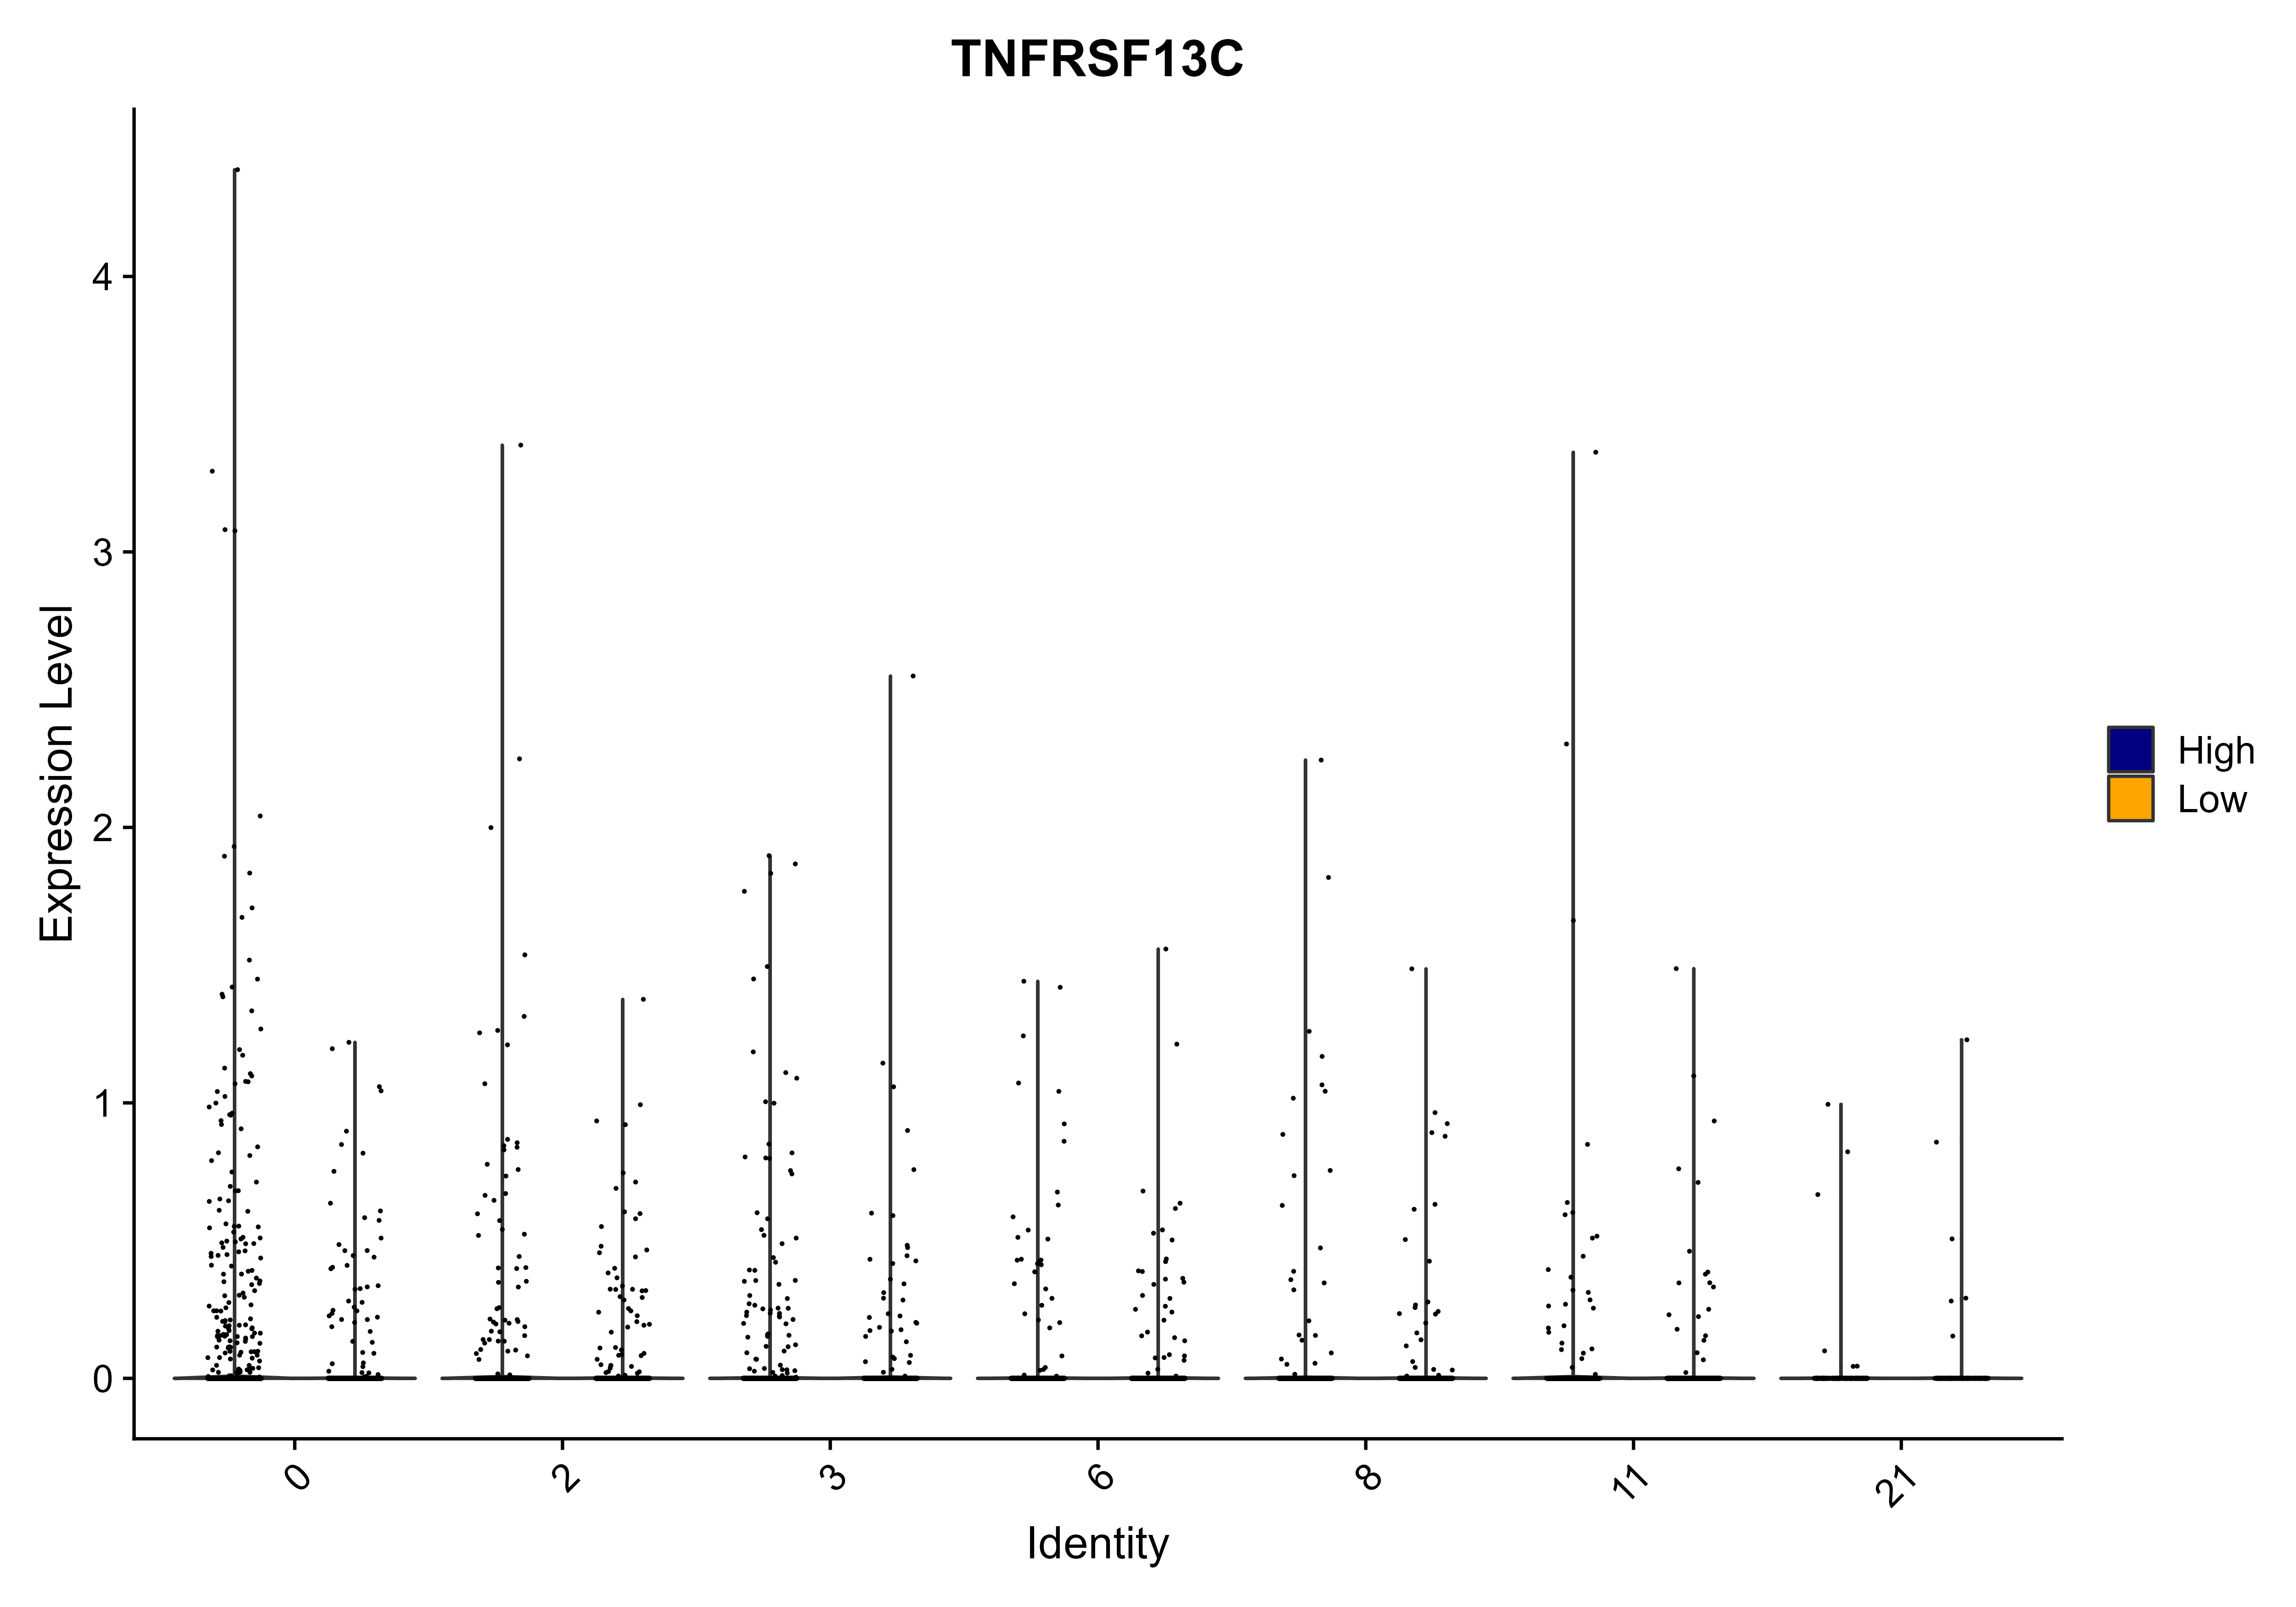 TNFRSF13C
Expression Level
4
3
2
1
0
0 2 3 6 8 11 21
Identity
High
Low